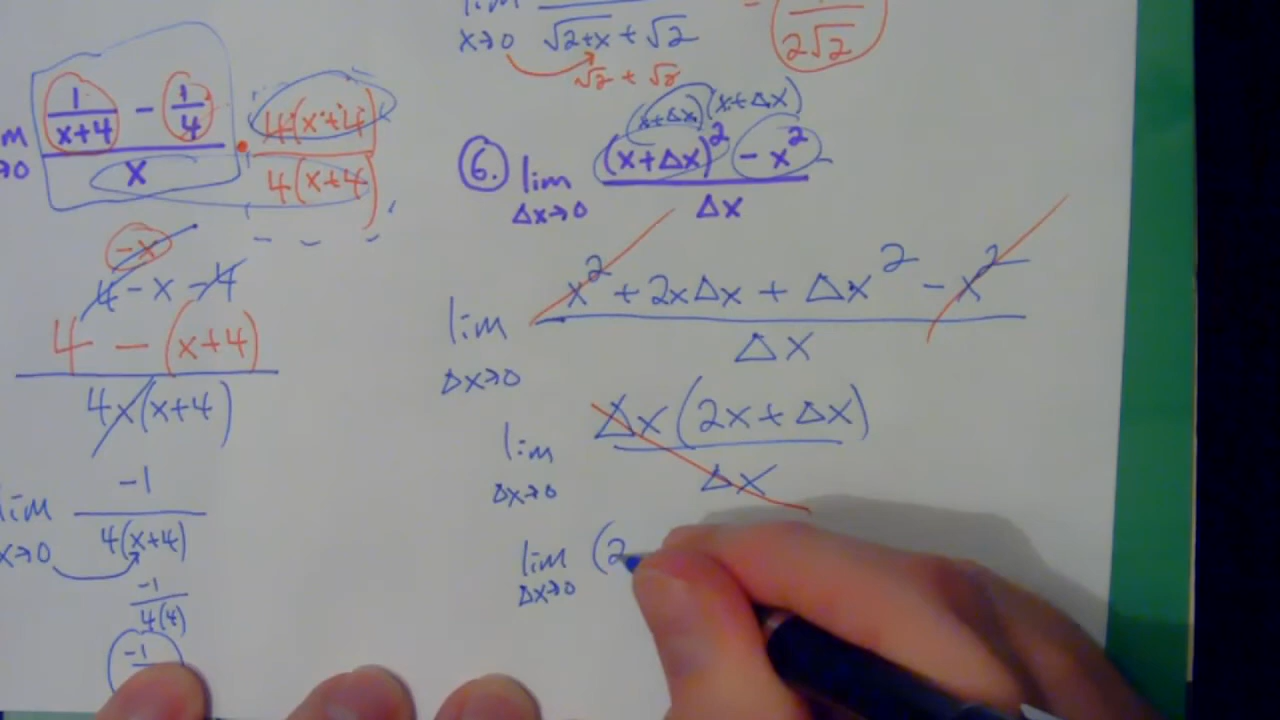 1/(x+4) - 1/4 · 4(x+4)
x 4(x+4)
-x
4 - x - 4
4 - (x+4)
4x(x+4)
lim -1
x→0 4(x+4)
-1
4(4)
-1
x→0 √2+x + √2
√2 + √2
2√2
(x+Δx)(x+Δx)
6. lim (x+Δx)² - x²
Δx→0 Δx
lim x² + 2xΔx + Δx² - x²
Δx→0 Δx
lim Δx(2x + Δx)
Δx→0 Δx
lim (2
Δx→0